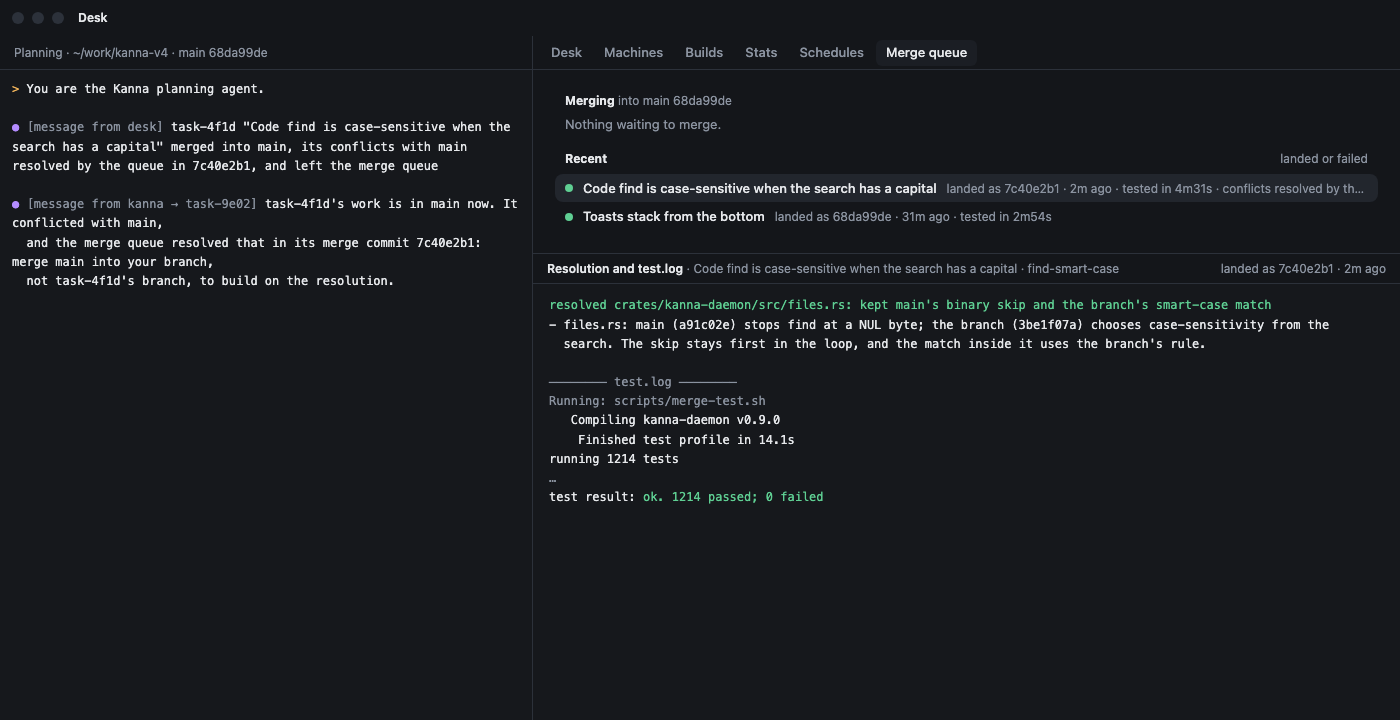 Desk
Planning · ~/work/kanna-v4 · main 68da99de
> You are the Kanna planning agent.
● [message from desk] task-4f1d "Code find is case-sensitive when the
search has a capital" merged into main, its conflicts with main
resolved by the queue in 7c40e2b1, and left the merge queue
● [message from kanna → task-9e02] task-4f1d's work is in main now. It
conflicted with main,
and the merge queue resolved that in its merge commit 7c40e2b1:
merge main into your branch,
not task-4f1d's branch, to build on the resolution.
Desk Machines Builds Stats Schedules Merge queue
Merging into main 68da99de
Nothing waiting to merge.
Recent landed or failed
Code find is case-sensitive when the search has a capital landed as 7c40e2b1 · 2m ago · tested in 4m31s · conflicts resolved by th…
Toasts stack from the bottom landed as 68da99de · 31m ago · tested in 2m54s
Resolution and test.log · Code find is case-sensitive when the search has a capital · find-smart-case landed as 7c40e2b1 · 2m ago
resolved crates/kanna-daemon/src/files.rs: kept main's binary skip and the branch's smart-case match
- files.rs: main (a91c02e) stops find at a NUL byte; the branch (3be1f07a) chooses case-sensitivity from the
search. The skip stays first in the loop, and the match inside it uses the branch's rule.
──────── test.log ────────
Running: scripts/merge-test.sh
Compiling kanna-daemon v0.9.0
Finished test profile in 14.1s
running 1214 tests
…
test result: ok. 1214 passed; 0 failed